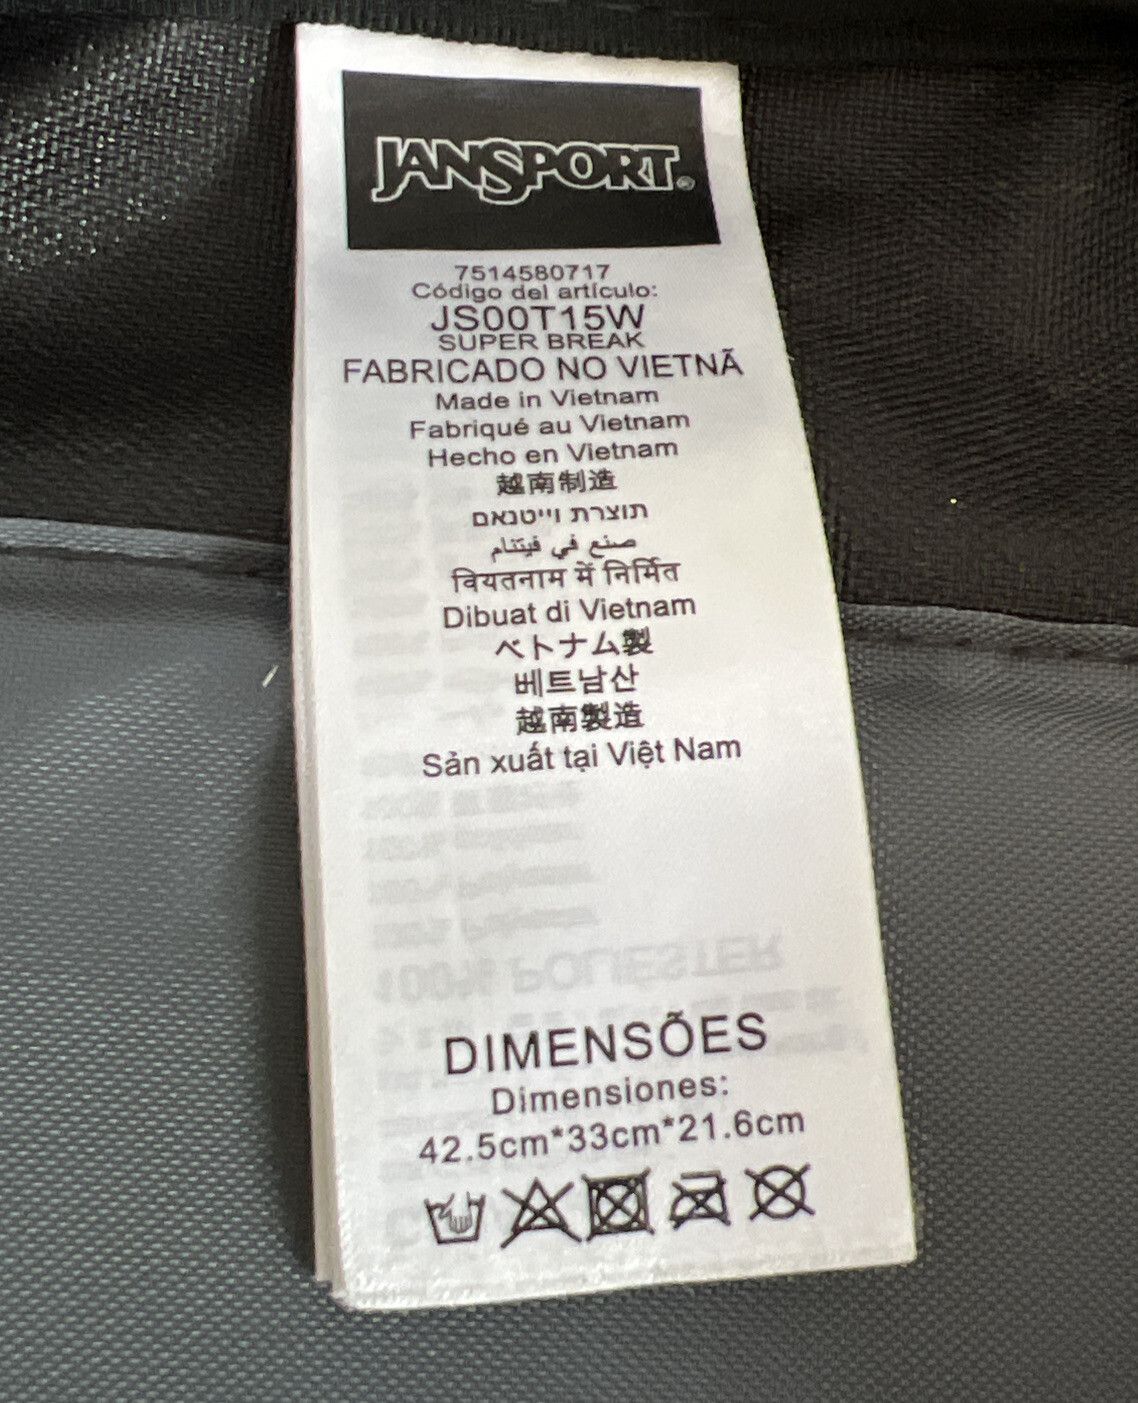 JANSPORT®
7514580717
Código del artículo:
JS00T15W
SUPER BREAK
FABRICADO NO VIETNÃ
Made in Vietnam
Fabriqué au Vietnam
Hecho en Vietnam
越南制造
תוצרת וייטנאם
صنع في فيتنام
वियतनाम में निर्मित
Dibuat di Vietnam
ベトナム製
베트남산
越南製造
Sản xuất tại Việt Nam
100% POLIÉSTER
DIMENSÕES
Dimensiones:
42.5cm*33cm*21.6cm